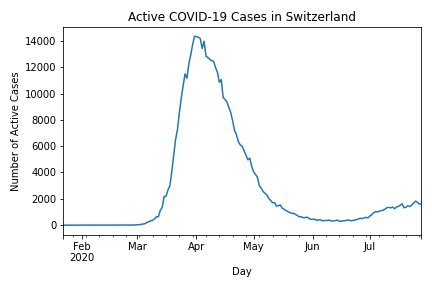 Active COVID-19 Cases in Switzerland
14000
12000
10000
8000
6000
4000
2000
0
Number of Active Cases
Feb Mar Apr May Jun Jul
2020
Day